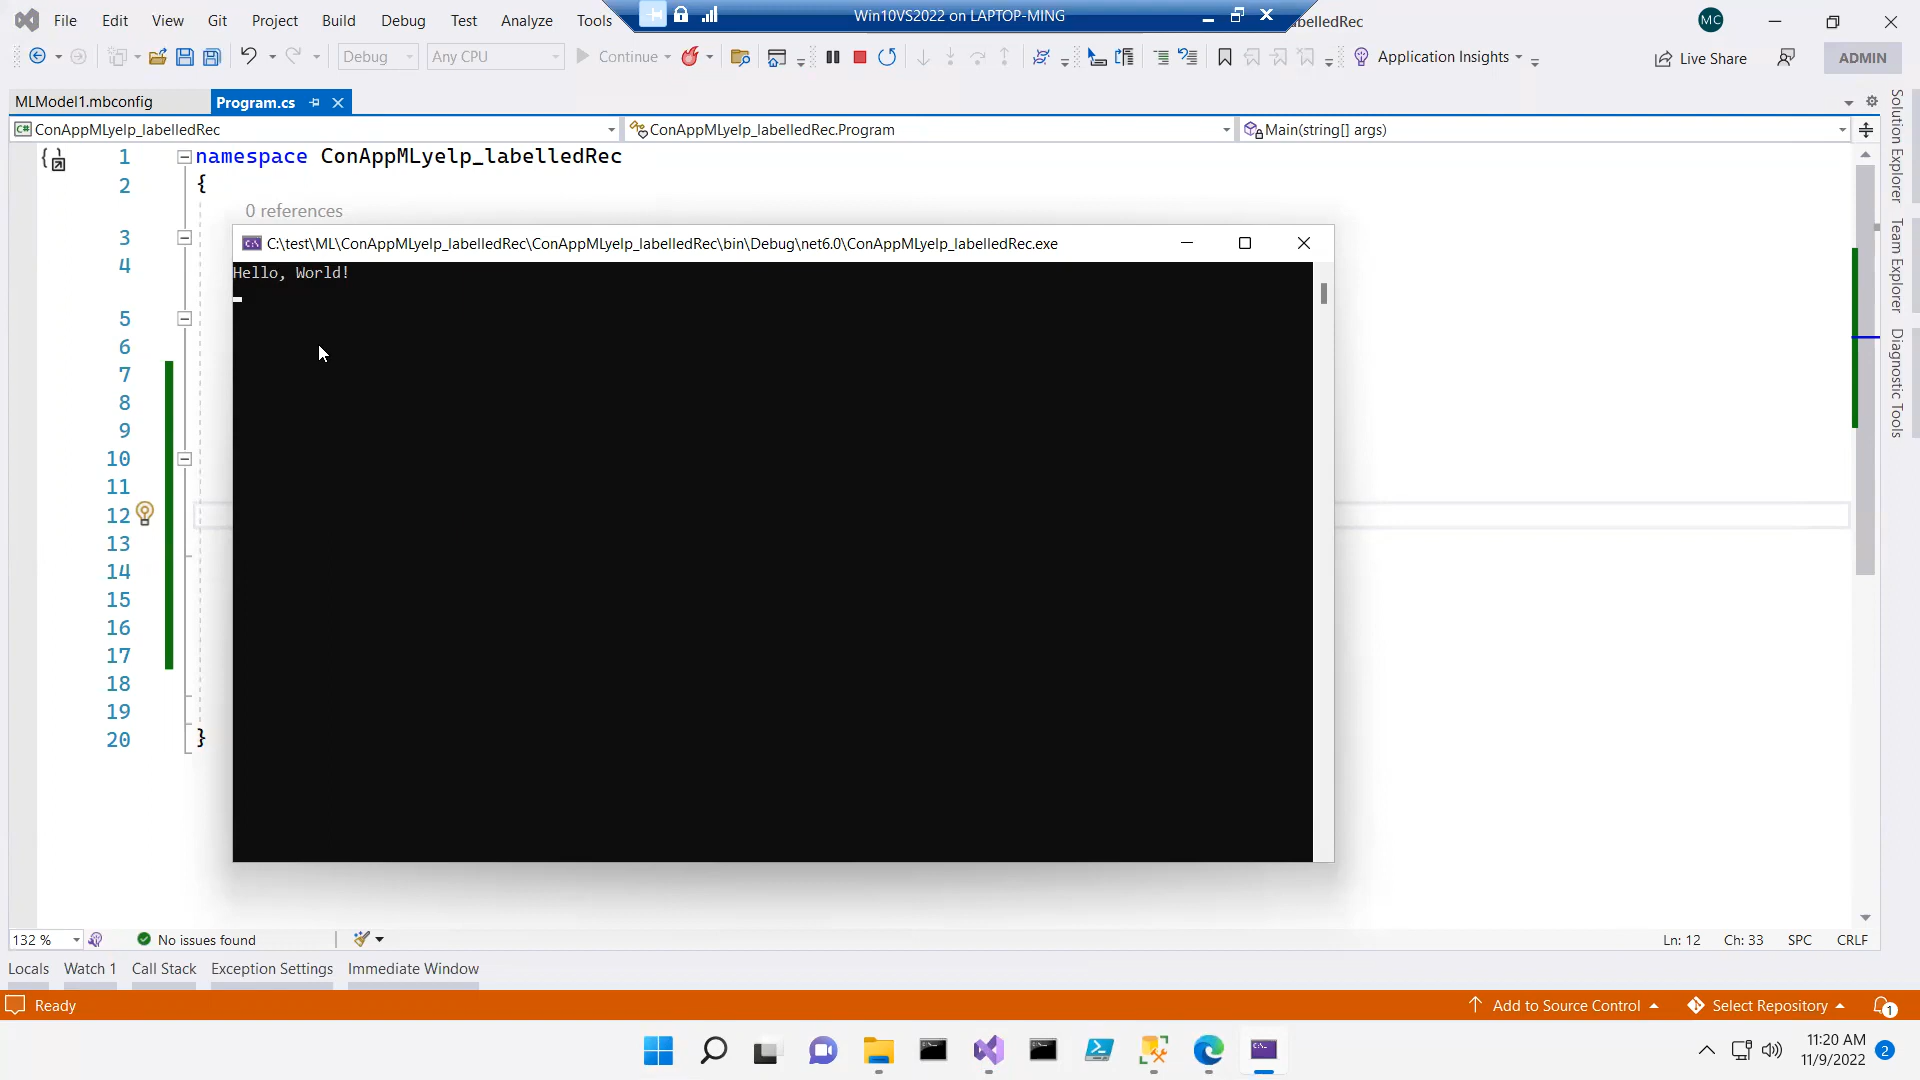 File Edit View Git Project Build Debug Test Analyze Tools Win10VS2022 on LAPTOP-MING belledRec MC
Debug Any CPU Continue Application Insights Live Share ADMIN
MLModel1.mbconfig Program.cs
ConAppMLyelp_labelledRec ConAppMLyelp_labelledRec.Program Main(string[] args)
1 namespace ConAppMLyelp_labelledRec
2 {
0 references
3
C:\test\ML\ConAppMLyelp_labelledRec\ConAppMLyelp_labelledRec\bin\Debug\net6.0\ConAppMLyelp_labelledRec.exe
4
Hello, World!
5
6
7
8
9
10
11
12
13
14
15
16
17
18
19
20 }
Solution Explorer
Team Explorer
Diagnostic Tools
132 % No issues found Ln: 12 Ch: 33 SPC CRLF
Locals Watch 1 Call Stack Exception Settings Immediate Window
Ready Add to Source Control Select Repository 1
11:20 AM
11/9/2022 2